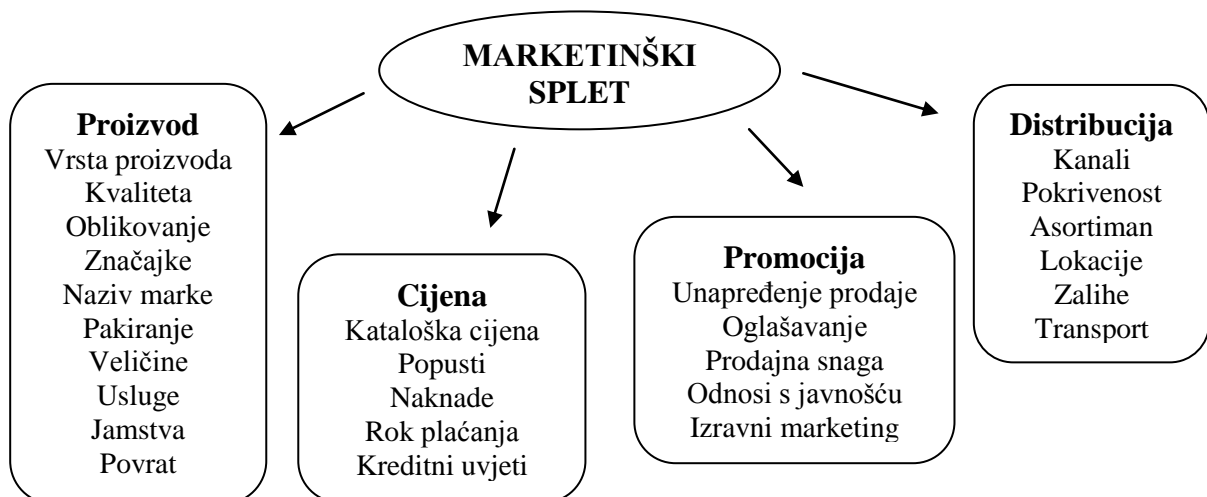 MARKETINŠKI
SPLET
Proizvod
Vrsta proizvoda
Kvaliteta
Oblikovanje
Značajke
Naziv marke
Pakiranje
Veličine
Usluge
Jamstva
Povrat
Cijena
Kataloška cijena
Popusti
Naknade
Rok plaćanja
Kreditni uvjeti
Promocija
Unapređenje prodaje
Oglašavanje
Prodajna snaga
Odnosi s javnošću
Izravni marketing
Distribucija
Kanali
Pokrivenost
Asortiman
Lokacije
Zalihe
Transport